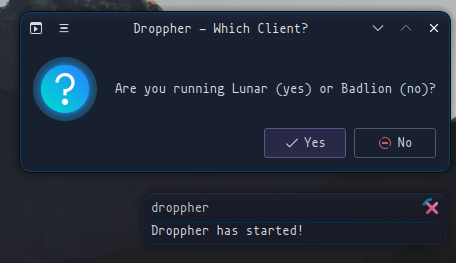 Droppher – Which Client?
Are you running Lunar (yes) or Badlion (no)?
Yes
No
droppher
Droppher has started!